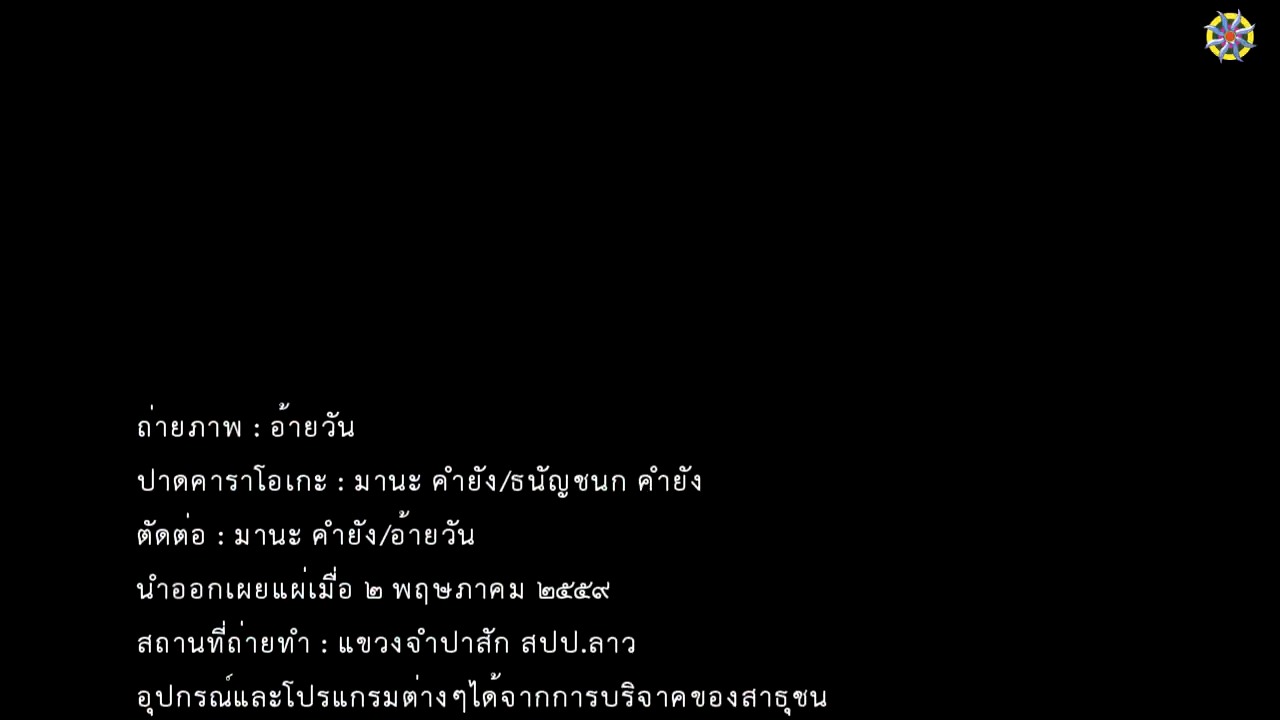 ถ่ายภาพ : อ้ายวัน
ปาดคาราโอเกะ : มานะ คำยัง/ธนัญชนก คำยัง
ตัดต่อ : มานะ คำยัง/อ้ายวัน
นำออกเผยแผ่เมื่อ ๒ พฤษภาคม ๒๕๕๙
สถานที่ถ่ายทำ : แขวงจำปาสัก สปป.ลาว
อุปกรณ์และโปรแกรมต่างๆได้จากการบริจาคของสาธุชน